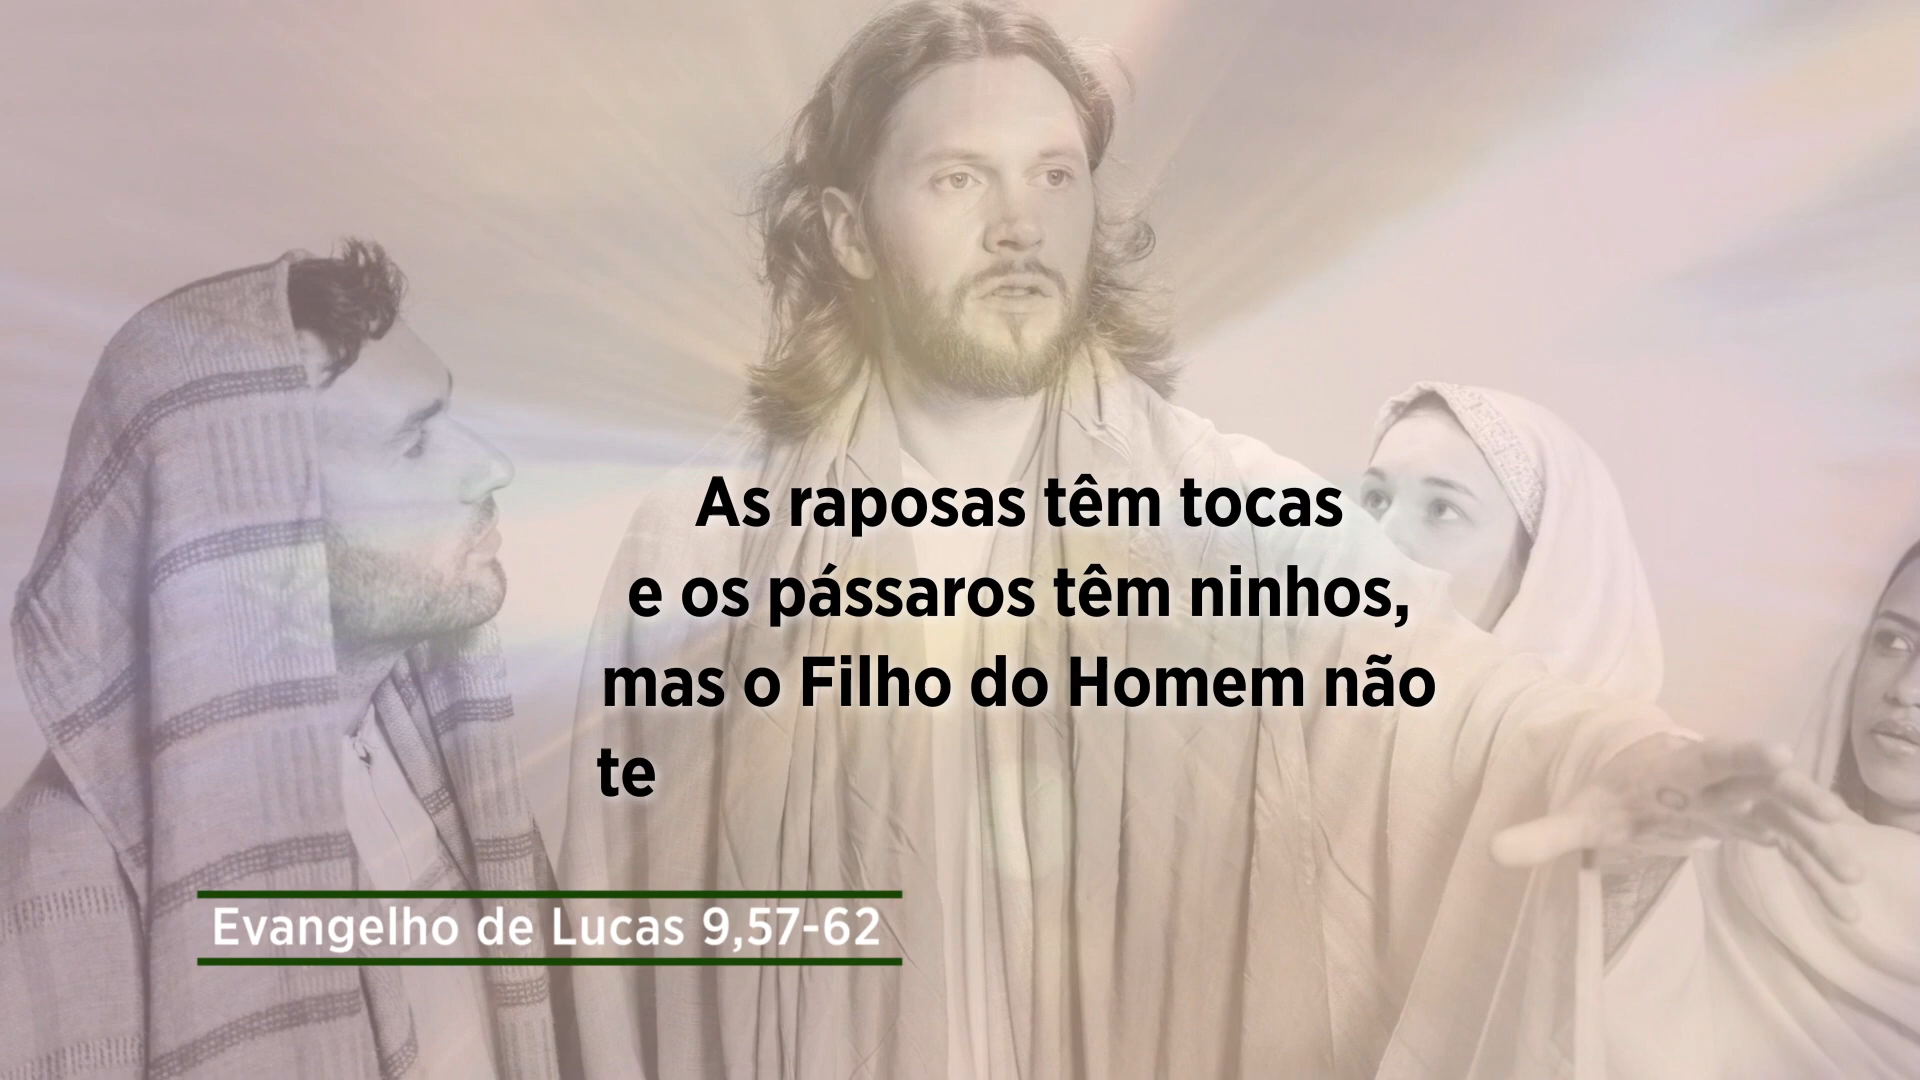 As raposas têm tocas
e os pássaros têm ninhos,
mas o Filho do Homem não
te
Evangelho de Lucas 9,57-62